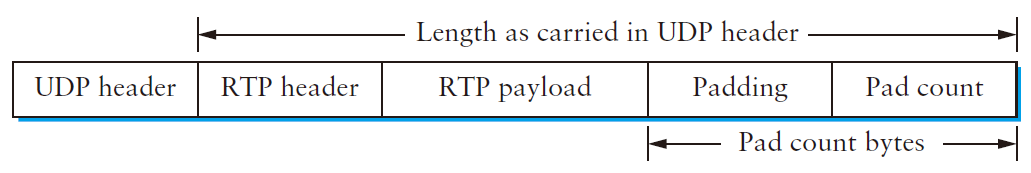 Length as carried in UDP header
UDP header RTP header RTP payload Padding Pad count
Pad count bytes